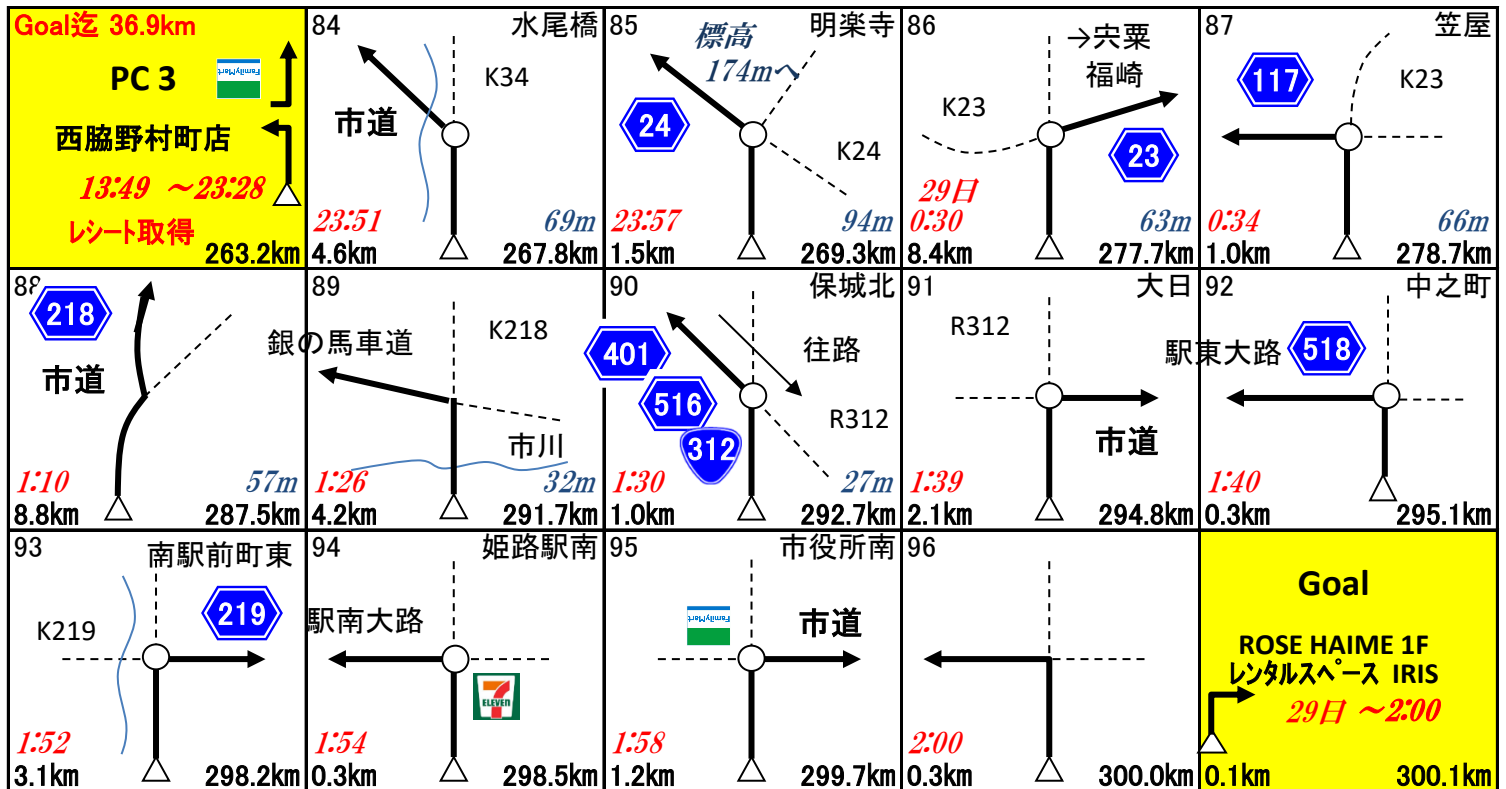 Goal迄 36.9km
PC 3
FamilyMart
西脇野村町店
13:49 ～23:28
レシート取得
263.2km
84 水尾橋
K34
市道
23:51 69m
4.6km 267.8km
85 明楽寺
標高
174mへ
24
K24
23:57 94m
1.5km 269.3km
86 →宍粟
福崎
K23
23
29日
0:30 63m
8.4km 277.7km
87 笠屋
117 K23
0:34 66m
1.0km 278.7km
88
218
市道
1:10 57m
8.8km 287.5km
89
K218
銀の馬車道
市川
1:26 32m
4.2km 291.7km
90 保城北
401 往路
516 R312
312
1:30 27m
1.0km 292.7km
91 大日
R312
市道
1:39
2.1km 294.8km
92 中之町
駅東大路 518
1:40
0.3km 295.1km
93 南駅前町東
K219 219
1:52
3.1km 298.2km
94 姫路駅南
駅南大路
7
ELEVEN
1:54
0.3km 298.5km
95 市役所南
FamilyMart 市道
1:58
1.2km 299.7km
96
2:00
0.3km 300.0km
Goal
ROSE HAIME 1F
レンタルスペース IRIS
29日 ～2:00
0.1km 300.1km